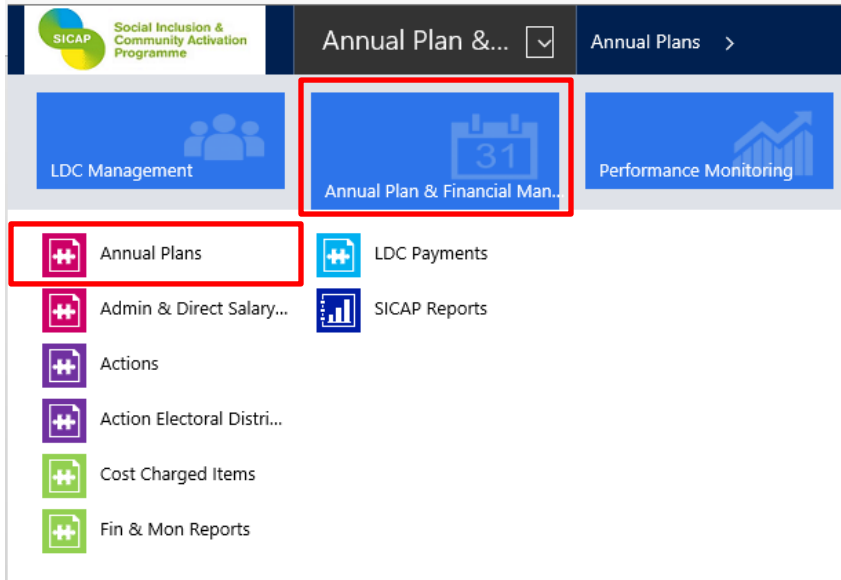 SICAP
Social Inclusion &
Community Activation
Programme
Annual Plan &...
Annual Plans >
LDC Management
31
Annual Plan & Financial Man...
Performance Monitoring
Annual Plans
LDC Payments
Admin & Direct Salary...
SICAP Reports
Actions
Action Electoral Distri...
Cost Charged Items
Fin & Mon Reports